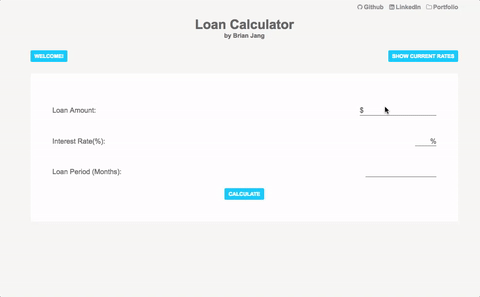 Github LinkedIn Portfolio
Loan Calculator
by Brian Jang
WELCOME! SHOW CURRENT RATES
Loan Amount: $
Interest Rate(%): %
Loan Period (Months):
CALCULATE